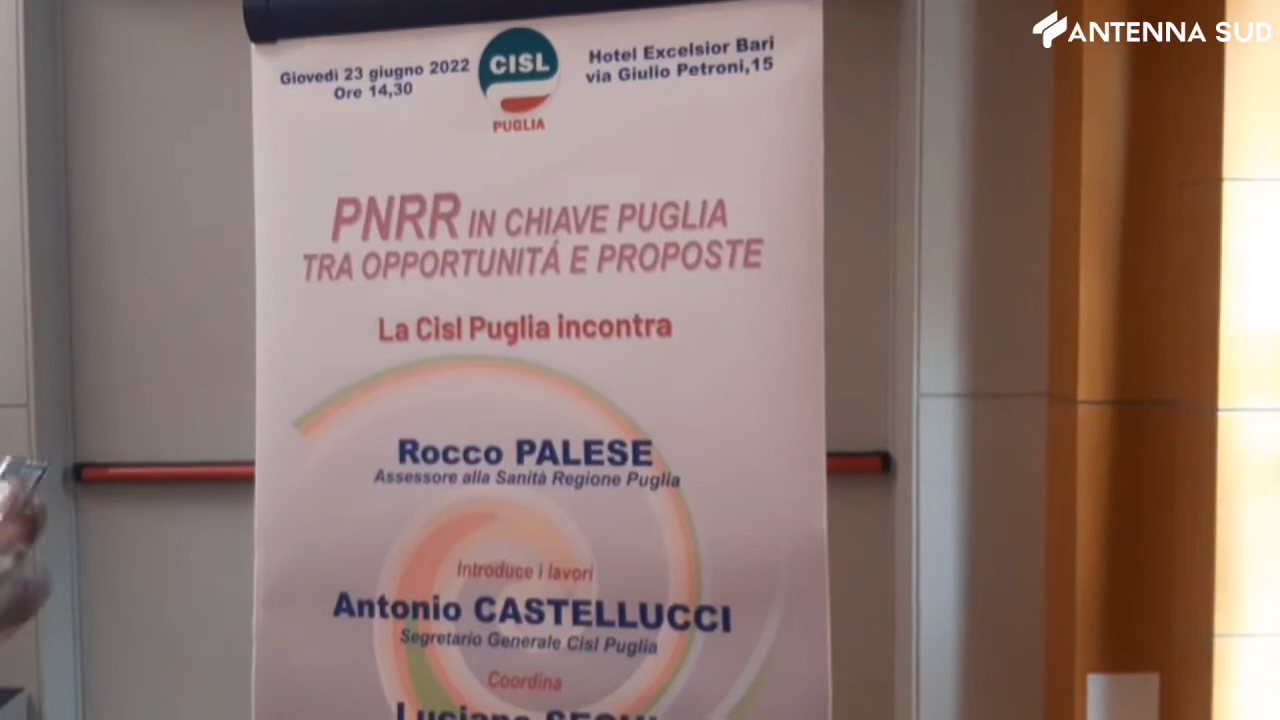 ANTENNA SUD
Giovedì 23 giugno 2022
Ore 14,30
CISL
PUGLIA
Hotel Excelsior Bari
via Giulio Petroni,15
PNRR IN CHIAVE PUGLIA
TRA OPPORTUNITÁ E PROPOSTE
La Cisl Puglia incontra
Rocco PALESE
Assessore alla Sanità Regione Puglia
Introduce i lavori
Antonio CASTELLUCCI
Segretario Generale Cisl Puglia
Coordina